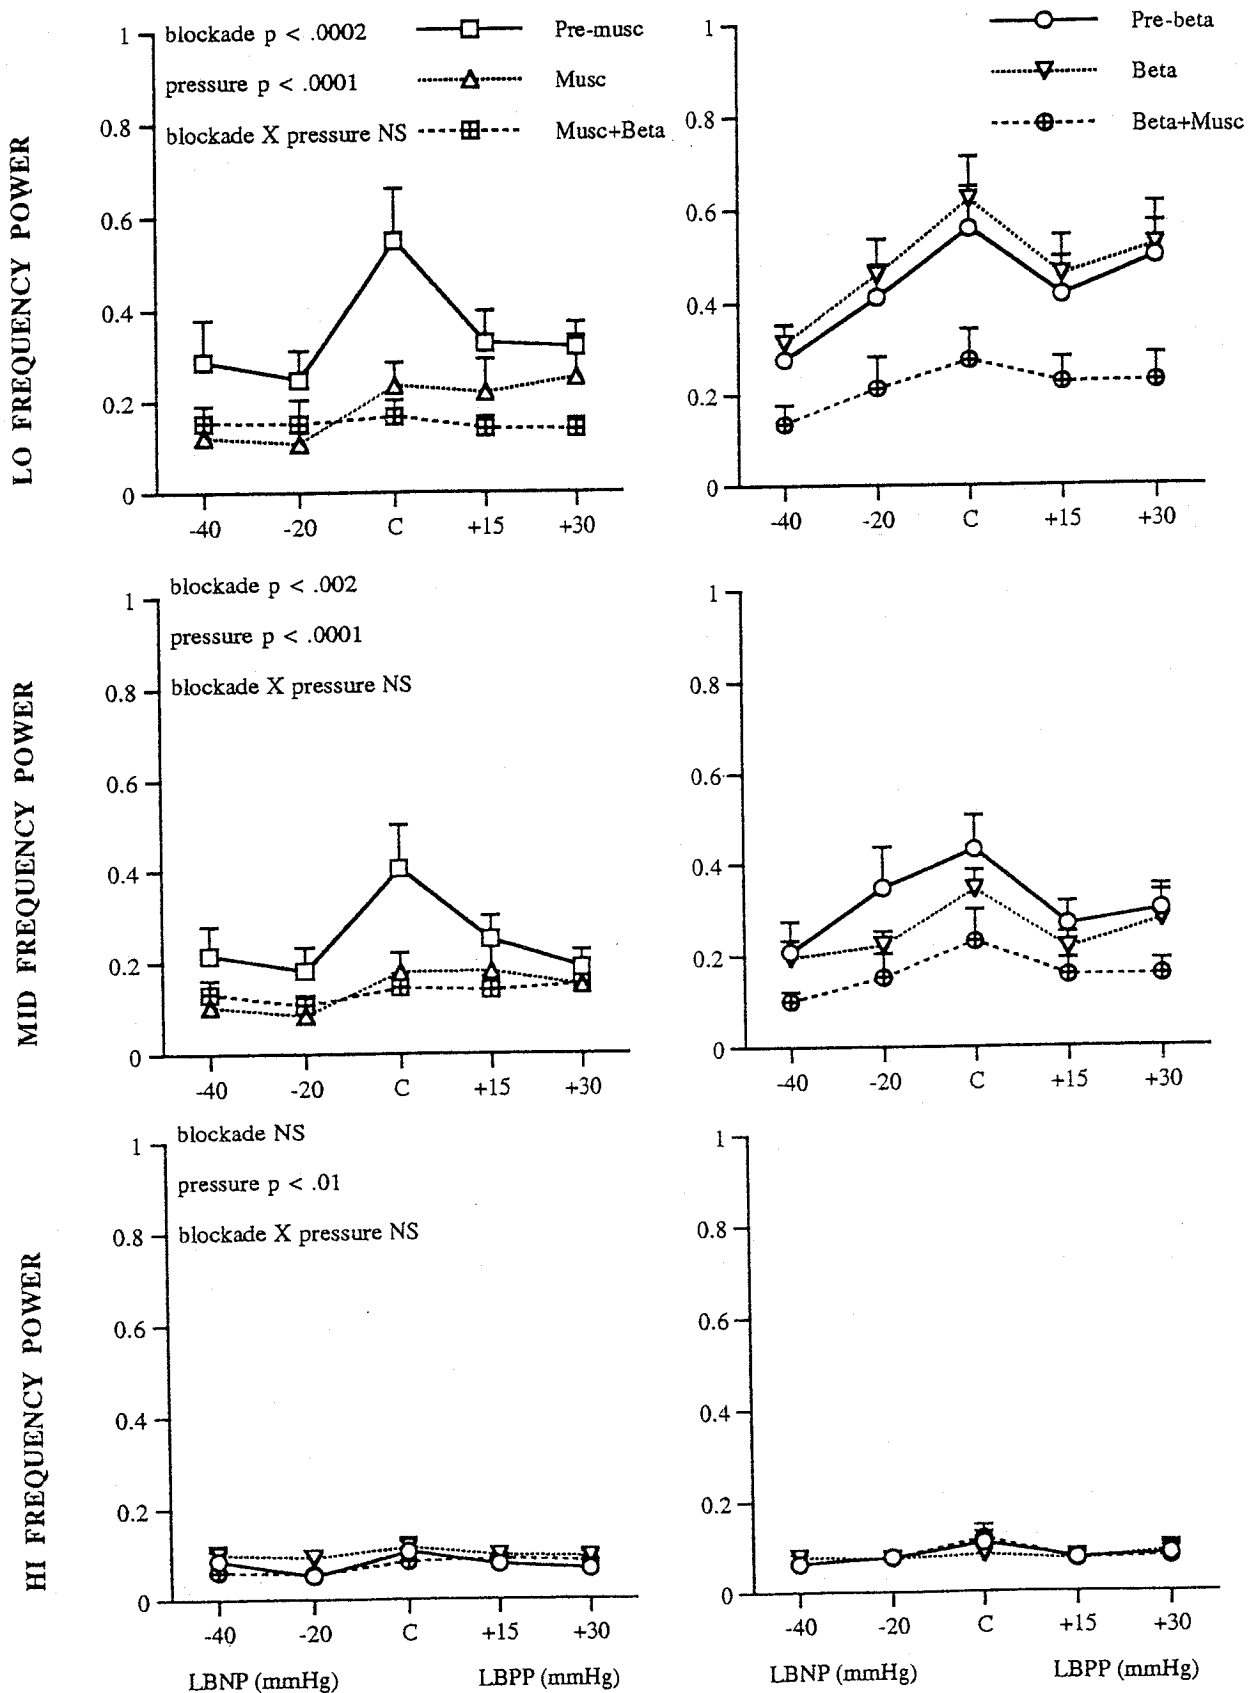 1
blockade p < .0002
Pre-musc
pressure p < .0001
Musc
0.8
blockade X pressure NS
Musc+Beta
0.6
0.4
0.2
0
-40 -20 C +15 +30
LO FREQUENCY POWER
1
Pre-beta
Beta
0.8
Beta+Musc
0.6
0.4
0.2
0
-40 -20 C +15 +30
blockade p < .002
1
pressure p < .0001
0.8
blockade X pressure NS
0.6
0.4
0.2
0
-40 -20 C +15 +30
MID FREQUENCY POWER
1
0.8
0.6
0.4
0.2
0
-40 -20 C +15 +30
blockade NS
1
pressure p < .01
0.8
blockade X pressure NS
0.6
0.4
0.2
0
-40 -20 C +15 +30
LBNP (mmHg) LBPP (mmHg)
HI FREQUENCY POWER
1
0.8
0.6
0.4
0.2
0
-40 -20 C +15 +30
LBNP (mmHg) LBPP (mmHg)